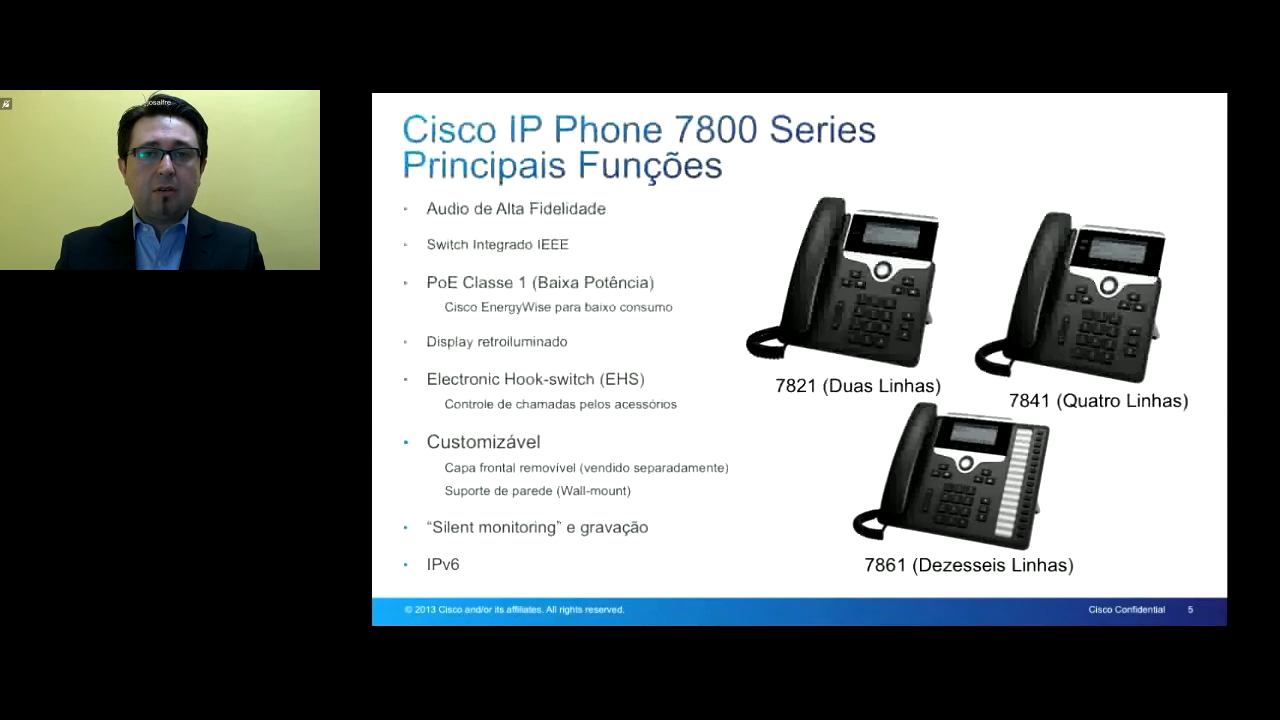 Cisco IP Phone 7800 Series
Principais Funções
Audio de Alta Fidelidade
Switch Integrado IEEE
PoE Classe 1 (Baixa Potência)
Cisco EnergyWise para baixo consumo
Display retroiluminado
Electronic Hook-switch (EHS)
Controle de chamadas pelos acessórios
Customizável
Capa frontal removível (vendido separadamente)
Suporte de parede (Wall-mount)
“Silent monitoring” e gravação
IPv6
7821 (Duas Linhas)
7841 (Quatro Linhas)
7861 (Dezesseis Linhas)
© 2013 Cisco and/or its affiliates. All rights reserved.
Cisco Confidential 5